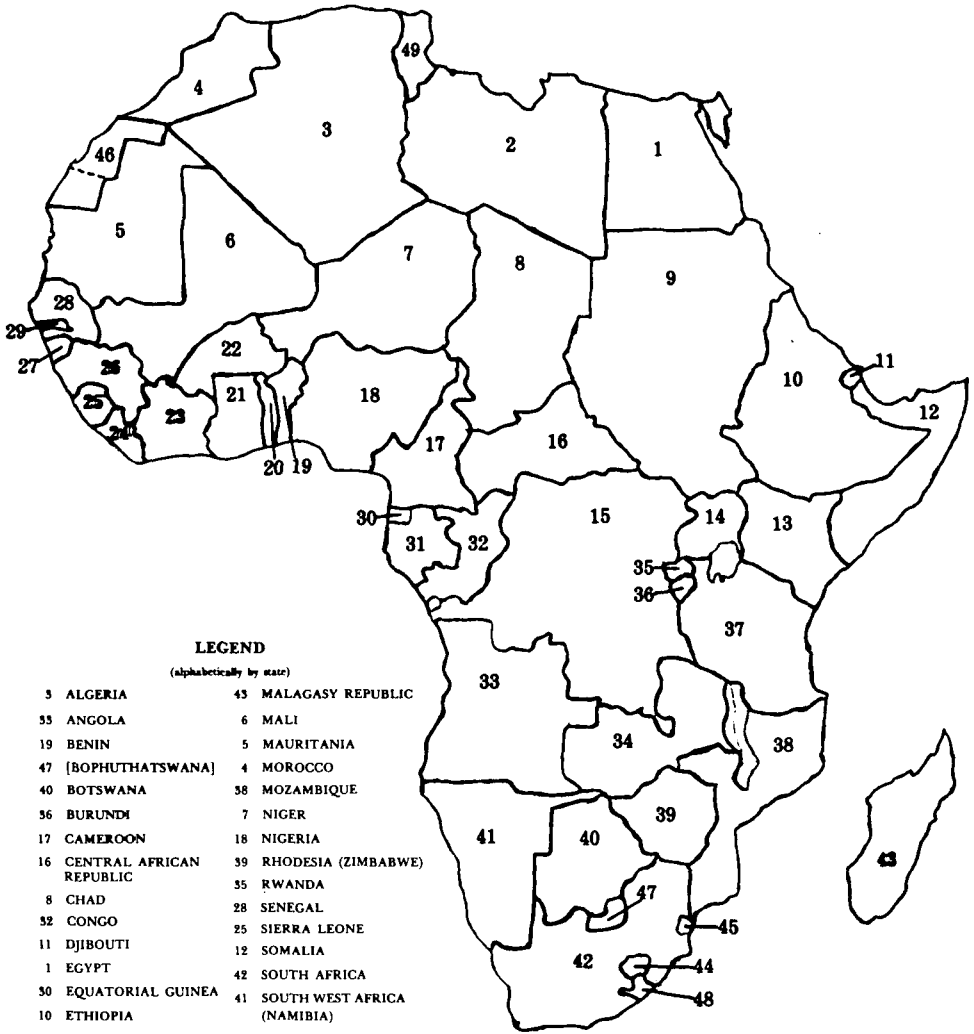 49
4
3
2
1
46
5
6
7
8
9
28
29
22
11
27
26
10
25
21
18
12
23
24
17
16
20
19
30
15
14
13
31
32
35
36
37
33
34
38
39
41
40
43
47
45
42
44
48
LEGEND
(alphabetically by state)
3 ALGERIA
33 ANGOLA
19 BENIN
47 [BOPHUTHATSWANA]
40 BOTSWANA
36 BURUNDI
17 CAMEROON
16 CENTRAL AFRICAN
REPUBLIC
8 CHAD
32 CONGO
11 DJIBOUTI
1 EGYPT
30 EQUATORIAL GUINEA
10 ETHIOPIA
43 MALAGASY REPUBLIC
6 MALI
5 MAURITANIA
4 MOROCCO
38 MOZAMBIQUE
7 NIGER
18 NIGERIA
39 RHODESIA (ZIMBABWE)
35 RWANDA
28 SENEGAL
25 SIERRA LEONE
12 SOMALIA
42 SOUTH AFRICA
41 SOUTH WEST AFRICA
(NAMIBIA)